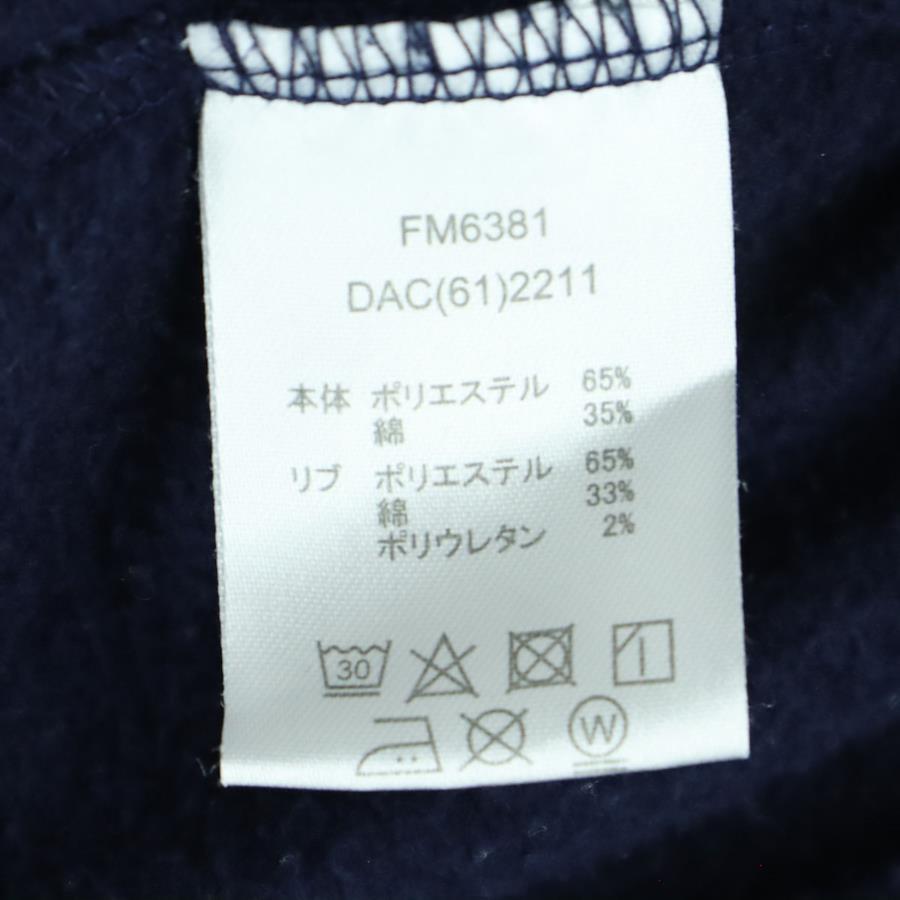 FM6381
DAC(61)2211
本体 ポリエステル 65%
綿 35%
リブ ポリエステル 65%
綿 33%
ポリウレタン 2%
30
W